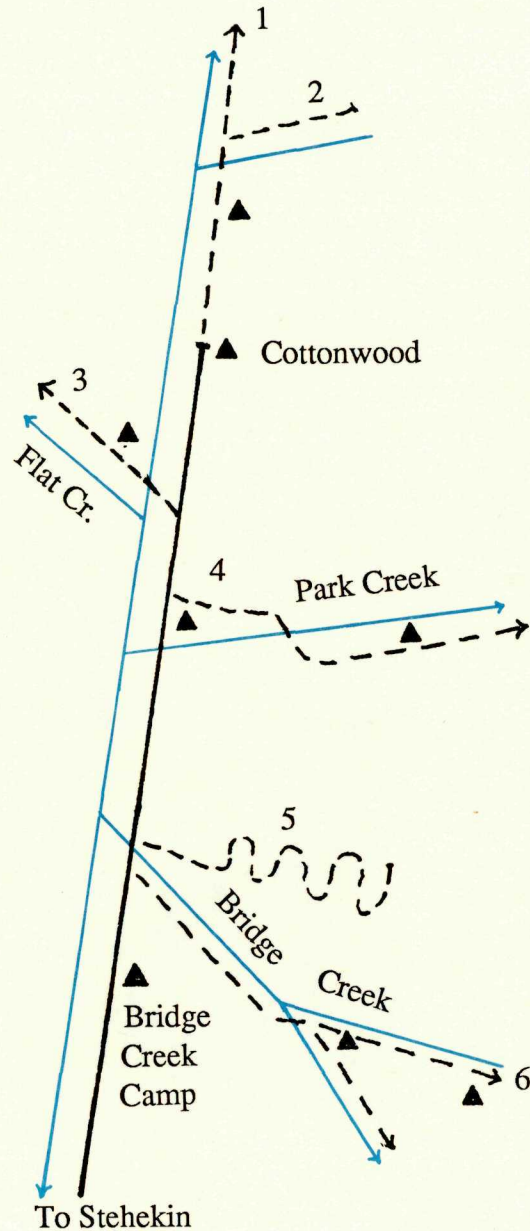 1
2
Cottonwood
3
Flat Cr.
4
Park Creek
5
Bridge
Creek
Bridge
Creek
Camp
6
To Stehekin